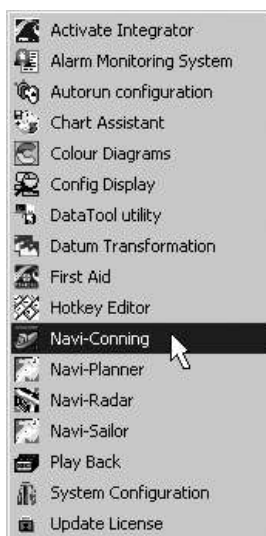 Activate Integrator
Alarm Monitoring System
Autorun configuration
Chart Assistant
Colour Diagrams
Config Display
DataTool utility
Datum Transformation
First Aid
Hotkey Editor
Navi-Conning
Navi-Planner
Navi-Radar
Navi-Sailor
Play Back
System Configuration
Update License